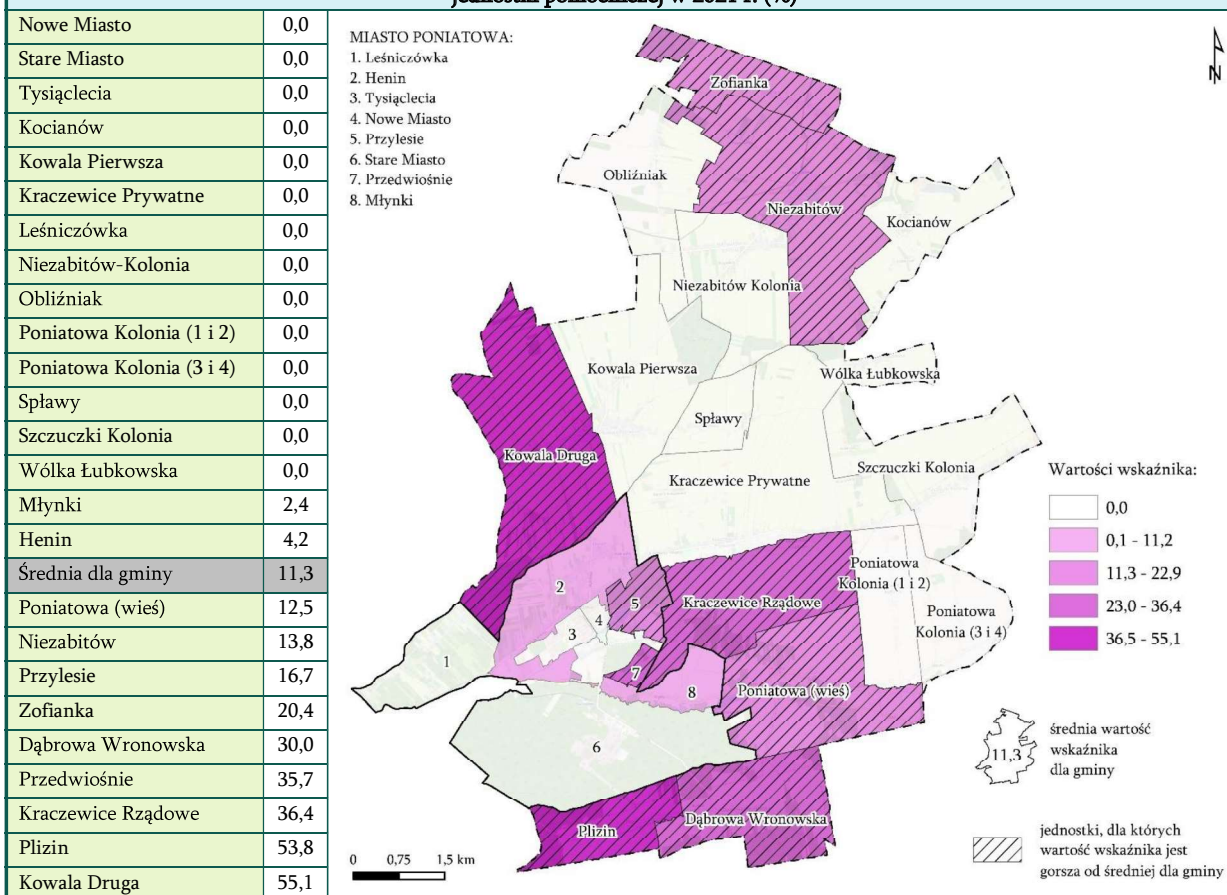 jednostki pomocniczej w 2021 r. (%)
Nowe Miasto 0,0
Stare Miasto 0,0
Tysiąclecia 0,0
Kocianów 0,0
Kowala Pierwsza 0,0
Kraczewice Prywatne 0,0
Leśniczówka 0,0
Niezabitów-Kolonia 0,0
Obliźniak 0,0
Poniatowa Kolonia (1 i 2) 0,0
Poniatowa Kolonia (3 i 4) 0,0
Spławy 0,0
Szczuczki Kolonia 0,0
Wólka Łubkowska 0,0
Młynki 2,4
Henin 4,2
Średnia dla gminy 11,3
Poniatowa (wieś) 12,5
Niezabitów 13,8
Przylesie 16,7
Zofianka 20,4
Dąbrowa Wronowska 30,0
Przedwiośnie 35,7
Kraczewice Rządowe 36,4
Plizin 53,8
Kowala Druga 55,1
MIASTO PONIATOWA:
1. Leśniczówka
2. Henin
3. Tysiąclecia
4. Nowe Miasto
5. Przylesie
6. Stare Miasto
7. Przedwiośnie
8. Młynki
N
Zofianka
Obliźniak
Niezabitów
Kocianów
Niezabitów Kolonia
Kowala Pierwsza
Wólka Łubkowska
Spławy
Kowala Druga
Kraczewice Prywatne
Szczuczki Kolonia
Poniatowa
Kolonia (1 i 2)
Kraczewice Rządowe
Poniatowa
Kolonia (3 i 4)
Poniatowa (wieś)
1
2
3
4
5
6
7
8
Plizin
Dąbrowa Wronowska
0 0,75 1,5 km
Wartości wskaźnika:
0,0
0,1 - 11,2
11,3 - 22,9
23,0 - 36,4
36,5 - 55,1
11,3
średnia wartość
wskaźnika
dla gminy
jednostki, dla których
wartość wskaźnika jest
gorsza od średniej dla gminy